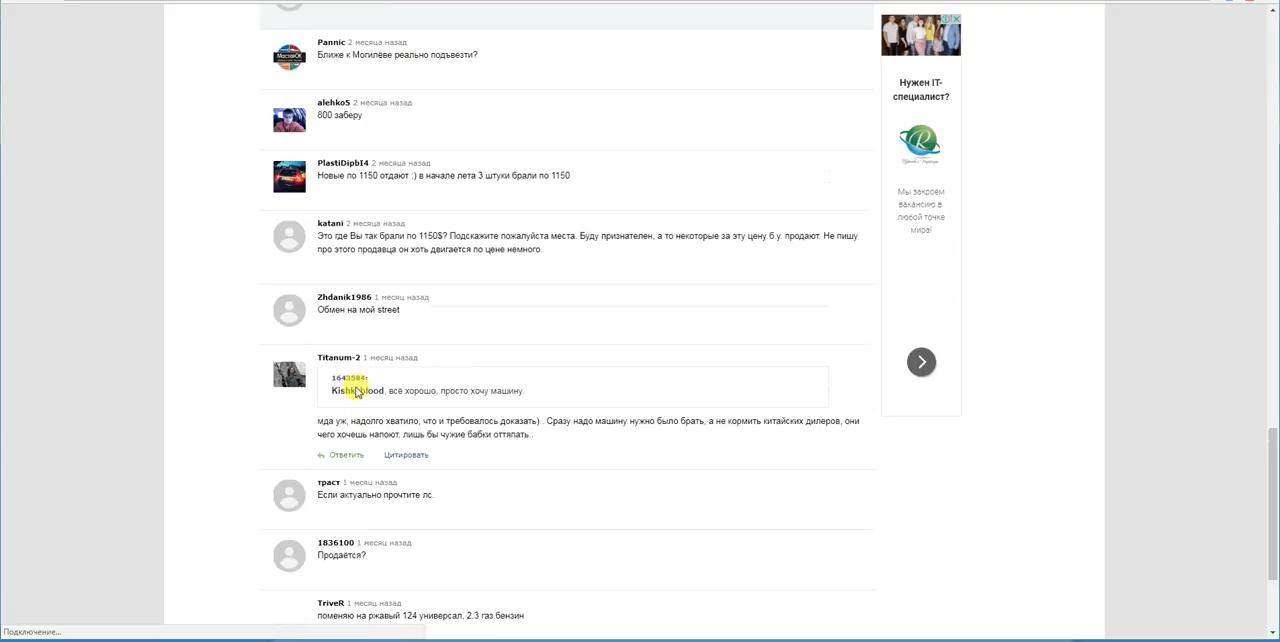 Pannic 2 месяца назад
МастерОК
Ближе к Могилёве реально подъвезти?
alehko5 2 месяца назад
800 заберу
PlastiDipbI4 2 месяца назад
Новые по 1150 отдают ;) в начале лета 3 штуки брали по 1150
katani 2 месяца назад
Это где Вы так брали по 1150$? Подскажите пожалуйста места. Буду признателен, а то некоторые за эту цену б.у. продают. Не пишу
про этого продавца он хоть двигается по цене немного.
Zhdanik1986 1 месяц назад
Обмен на мой street
Titanum-2 1 месяц назад
1643584:
Kishkiblood, всё хорошо, просто хочу машину.
мда уж, надолго хватило, что и требовалось доказать) . Сразу надо машину нужно было брать, а не кормить китайских дилеров, они
чего хочешь напоют, лишь бы чужие бабки оттяпать..
Ответить Цитировать
траст 1 месяц назад
Если актуально прочтите лс.
1836100 1 месяц назад
Продаётся?
TriveR 1 месяц назад
поменяю на ржавый 124 универсал, 2.3 газ бензин
Подключение...
Нужен IT-
специалист?
R
Мы закроем
вакансию в
любой точке
мира!